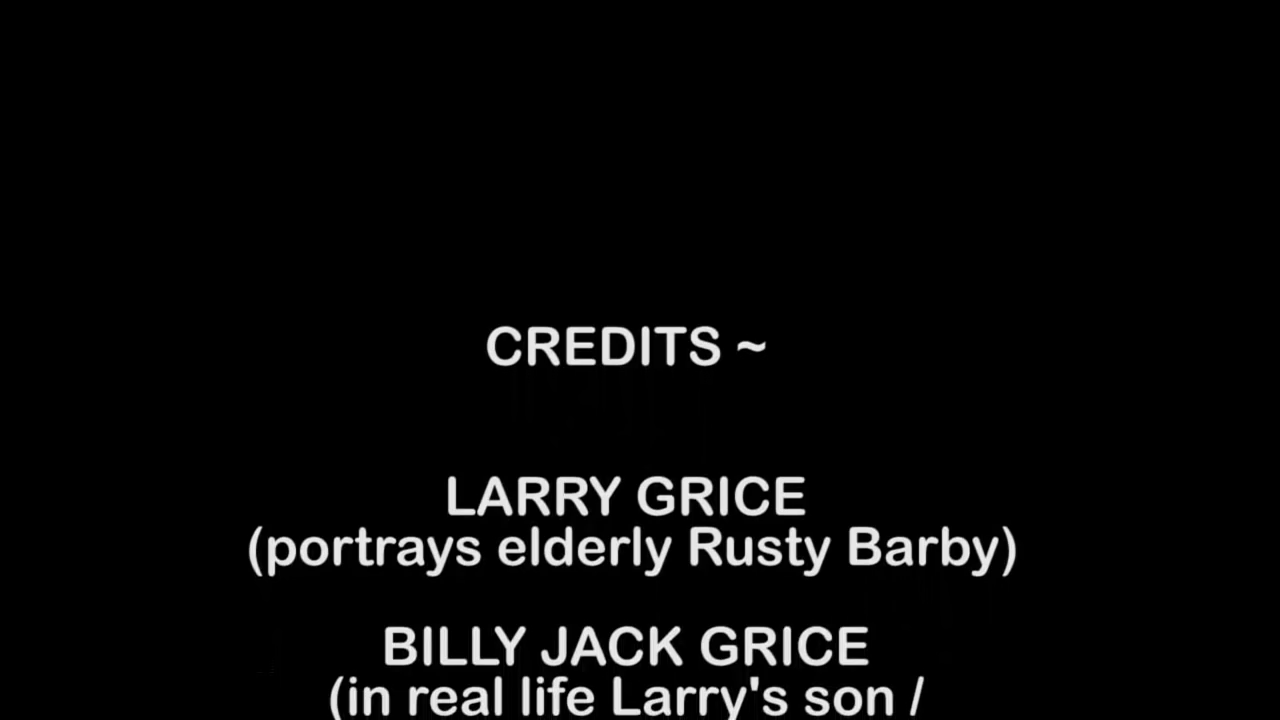 CREDITS ~
LARRY GRICE
(portrays elderly Rusty Barby)
BILLY JACK GRICE
(in real life Larry's son /